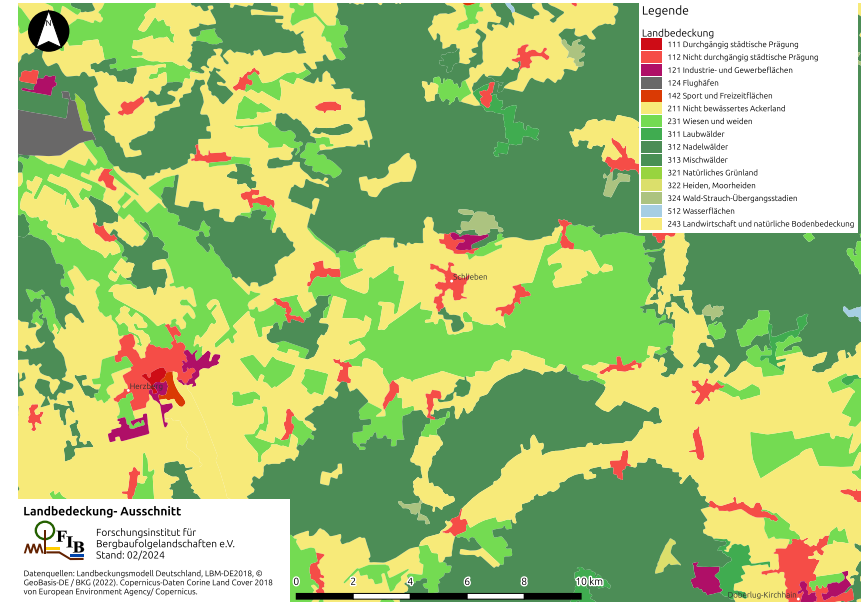 N
Legende
Landbedeckung
111 Durchgängig städtische Prägung
112 Nicht durchgängig städtische Prägung
121 Industrie- und Gewerbeflächen
124 Flughäfen
142 Sport und Freizeitflächen
211 Nicht bewässertes Ackerland
231 Wiesen und weiden
311 Laubwälder
312 Nadelwälder
313 Mischwälder
321 Natürliches Grünland
322 Heiden, Moorheiden
324 Wald-Strauch-Übergangsstadien
512 Wasserflächen
243 Landwirtschaft und natürliche Bodenbedeckung
Schlieben
Herzberg
Landbedeckung- Ausschnitt
FIB
Forschungsinstitut für
Bergbaufolgelandschaften e.V.
Stand: 02/2024
Datenquellen: Landbeckungsmodell Deutschland, LBM-DE2018, ©
GeoBasis-DE / BKG (2022). Copernicus-Daten Corine Land Cover 2018
von European Environment Agency/ Copernicus.
0 2 4 6 8 10 km
Doberlug-Kirchhain